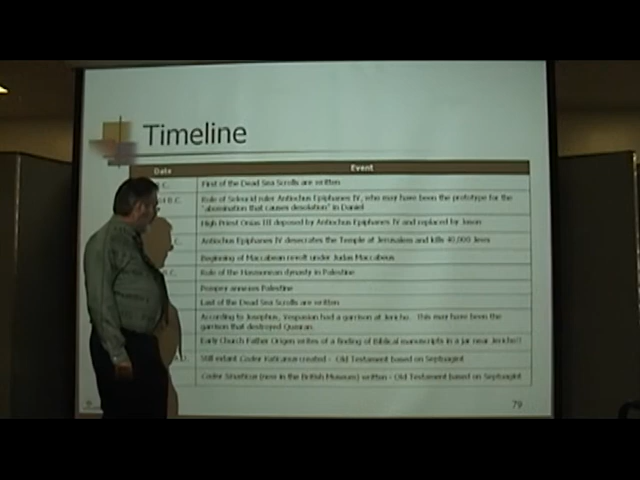 Timeline
Date Event
C. First of the Dead Sea Scrolls are written
B.C. Rule of Seleucid ruler Antiochus Epiphanes IV, who may have been the prototype for the
"abomination that causes desolation" in Daniel
High Priest Onias III deposed by Antiochus Epiphanes IV and replaced by Jason
C. Antiochus Epiphanes IV desecrates the Temple at Jerusalem and kills 40,000 Jews
Beginning of Maccabean revolt under Judas Maccabeus
.C. Rule of the Hasmonean dynasty in Palestine
Pompey annexes Palestine
Last of the Dead Sea Scrolls are written
According to Josephus, Vespasian had a garrison at Jericho. This may have been the
garrison that destroyed Qumran.
Early Church Father Origen writes of a finding of Biblical manuscripts in a jar near Jericho!!
.D. Still extant Codex Vaticanus created - Old Testament based on Septuagint
Codex Sinaiticus (now in the British Museum) written - Old Testament based on Septuagint
79